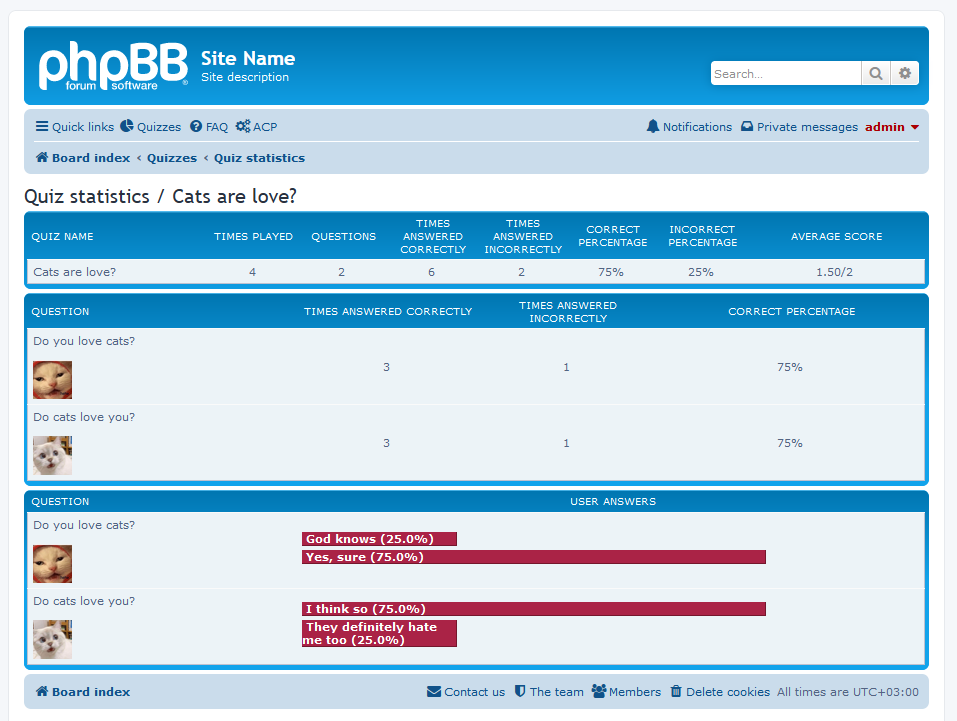 phpBB
forum software
®
Site Name
Site description
Search...
Quick links Quizzes FAQ ACP
Notifications Private messages admin
Board index ‹ Quizzes ‹ Quiz statistics
Quiz statistics / Cats are love?
QUIZ NAME TIMES PLAYED QUESTIONS TIMES ANSWERED CORRECTLY TIMES ANSWERED INCORRECTLY CORRECT PERCENTAGE INCORRECT PERCENTAGE AVERAGE SCORE
Cats are love? 4 2 6 2 75% 25% 1.50/2
QUESTION TIMES ANSWERED CORRECTLY TIMES ANSWERED INCORRECTLY CORRECT PERCENTAGE
Do you love cats?
3 1 75%
Do cats love you?
3 1 75%
QUESTION USER ANSWERS
Do you love cats?
God knows (25.0%)
Yes, sure (75.0%)
Do cats love you?
I think so (75.0%)
They definitely hate
me too (25.0%)
Board index Contact us The team Members Delete cookies All times are UTC+03:00